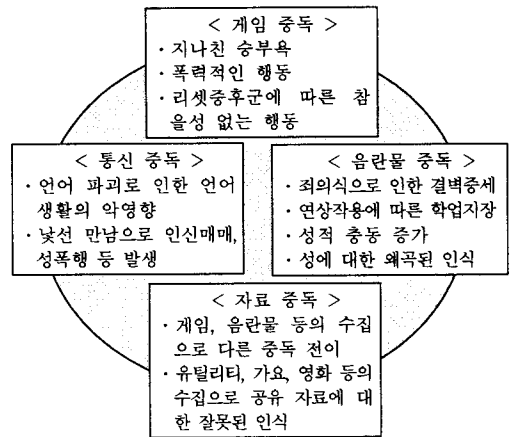 < 게임 중독 >
· 지나친 승부욕
· 폭력적인 행동
· 리셋증후군에 따른 참
을성 없는 행동
< 통신 중독 >
· 언어 파괴로 인한 언어
생활의 악영향
· 낯선 만남으로 인신매매,
성폭행 등 발생
< 음란물 중독 >
· 죄의식으로 인한 결벽증세
· 연상작용에 따른 학업지장
· 성적 충동 증가
· 성에 대한 왜곡된 인식
< 자료 중독 >
· 게임, 음란물 등의 수집
으로 다른 중독 전이
· 유틸리티, 가요, 영화 등의
수집으로 공유 자료에 대
한 잘못된 인식